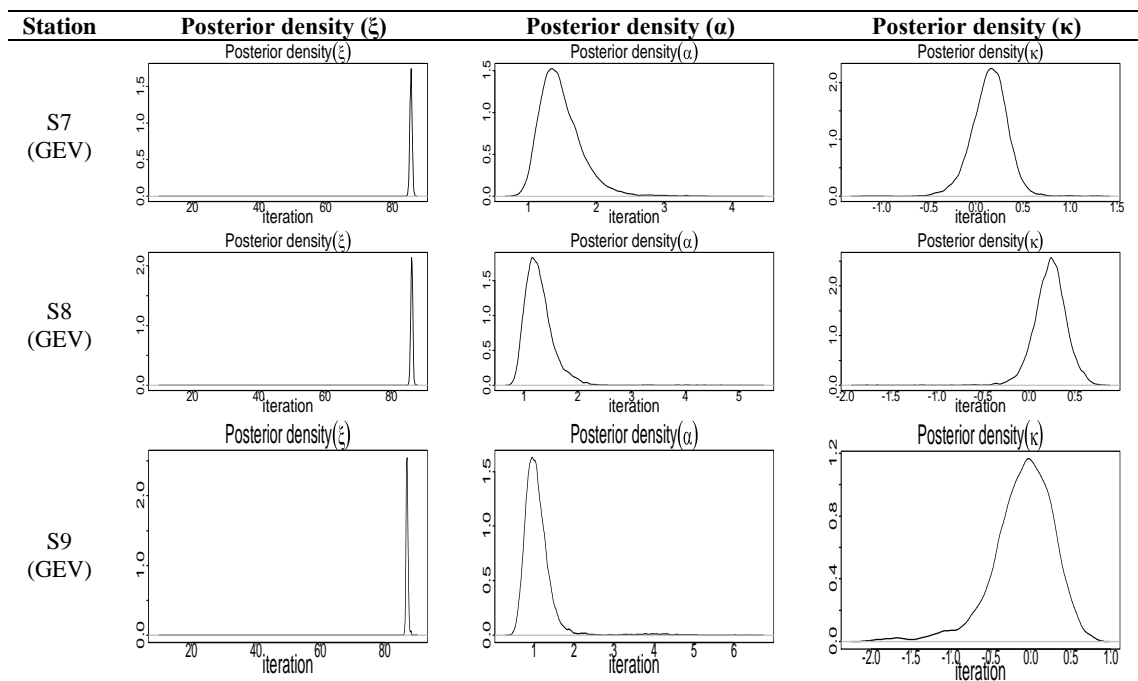 Station Posterior density (ξ) Posterior density (α) Posterior density (κ)
Posterior density(ξ) Posterior density(α) Posterior density(κ)
S7
(GEV)
0.0 0.5 1.0 1.5
20 40 60 80
iteration
0.0 0.5 1.0 1.5
1 2 3 4
iteration
0.0 1.0 2.0
-1.0 -0.5 0.0 0.5 1.0 1.5
iteration
Posterior density(ξ) Posterior density(α) Posterior density(κ)
S8
(GEV)
0.0 1.0 2.0
20 40 60 80
iteration
0.0 0.5 1.0 1.5
1 2 3 4 5
iteration
0.0 1.0 2.0
-2.0 -1.5 -1.0 -0.5 0.0 0.5
iteration
Posterior density(ξ) Posterior density(α) Posterior density(κ)
S9
(GEV)
0.0 1.0 2.0
20 40 60 80
iteration
0.0 0.5 1.0 1.5
1 2 3 4 5 6
iteration
0.0 0.4 0.8 1.2
-2.0 -1.5 -1.0 -0.5 0.0 0.5 1.0
iteration